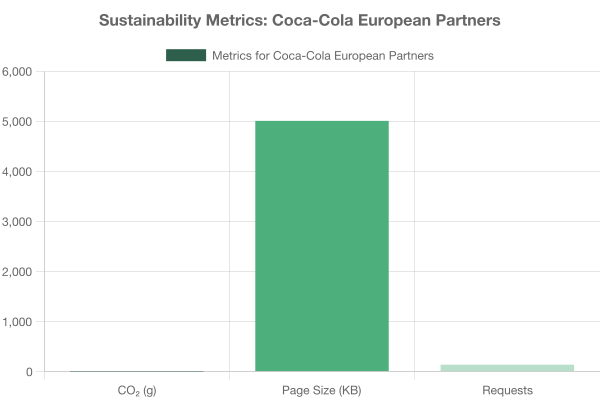 Sustainability Metrics: Coca-Cola European Partners
Metrics for Coca-Cola European Partners
6,000
5,000
4,000
3,000
2,000
1,000
0
CO₂ (g)
Page Size (KB)
Requests